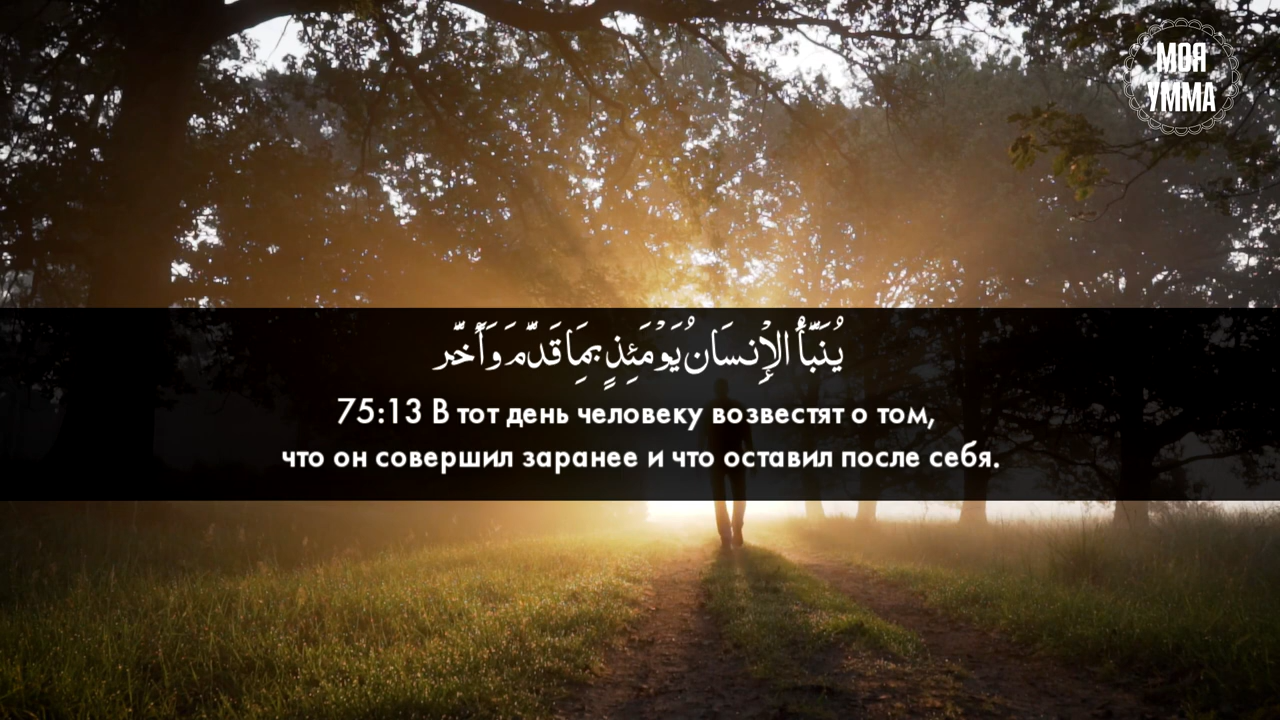 МОЯ
УММА
يُنَبَّأُ الْإِنسَانُ يَوْمَئِذٍ بِمَا قَدَّمَ وَأَخَّرَ
75:13 В тот день человеку возвестят о том,
что он совершил заранее и что оставил после себя.